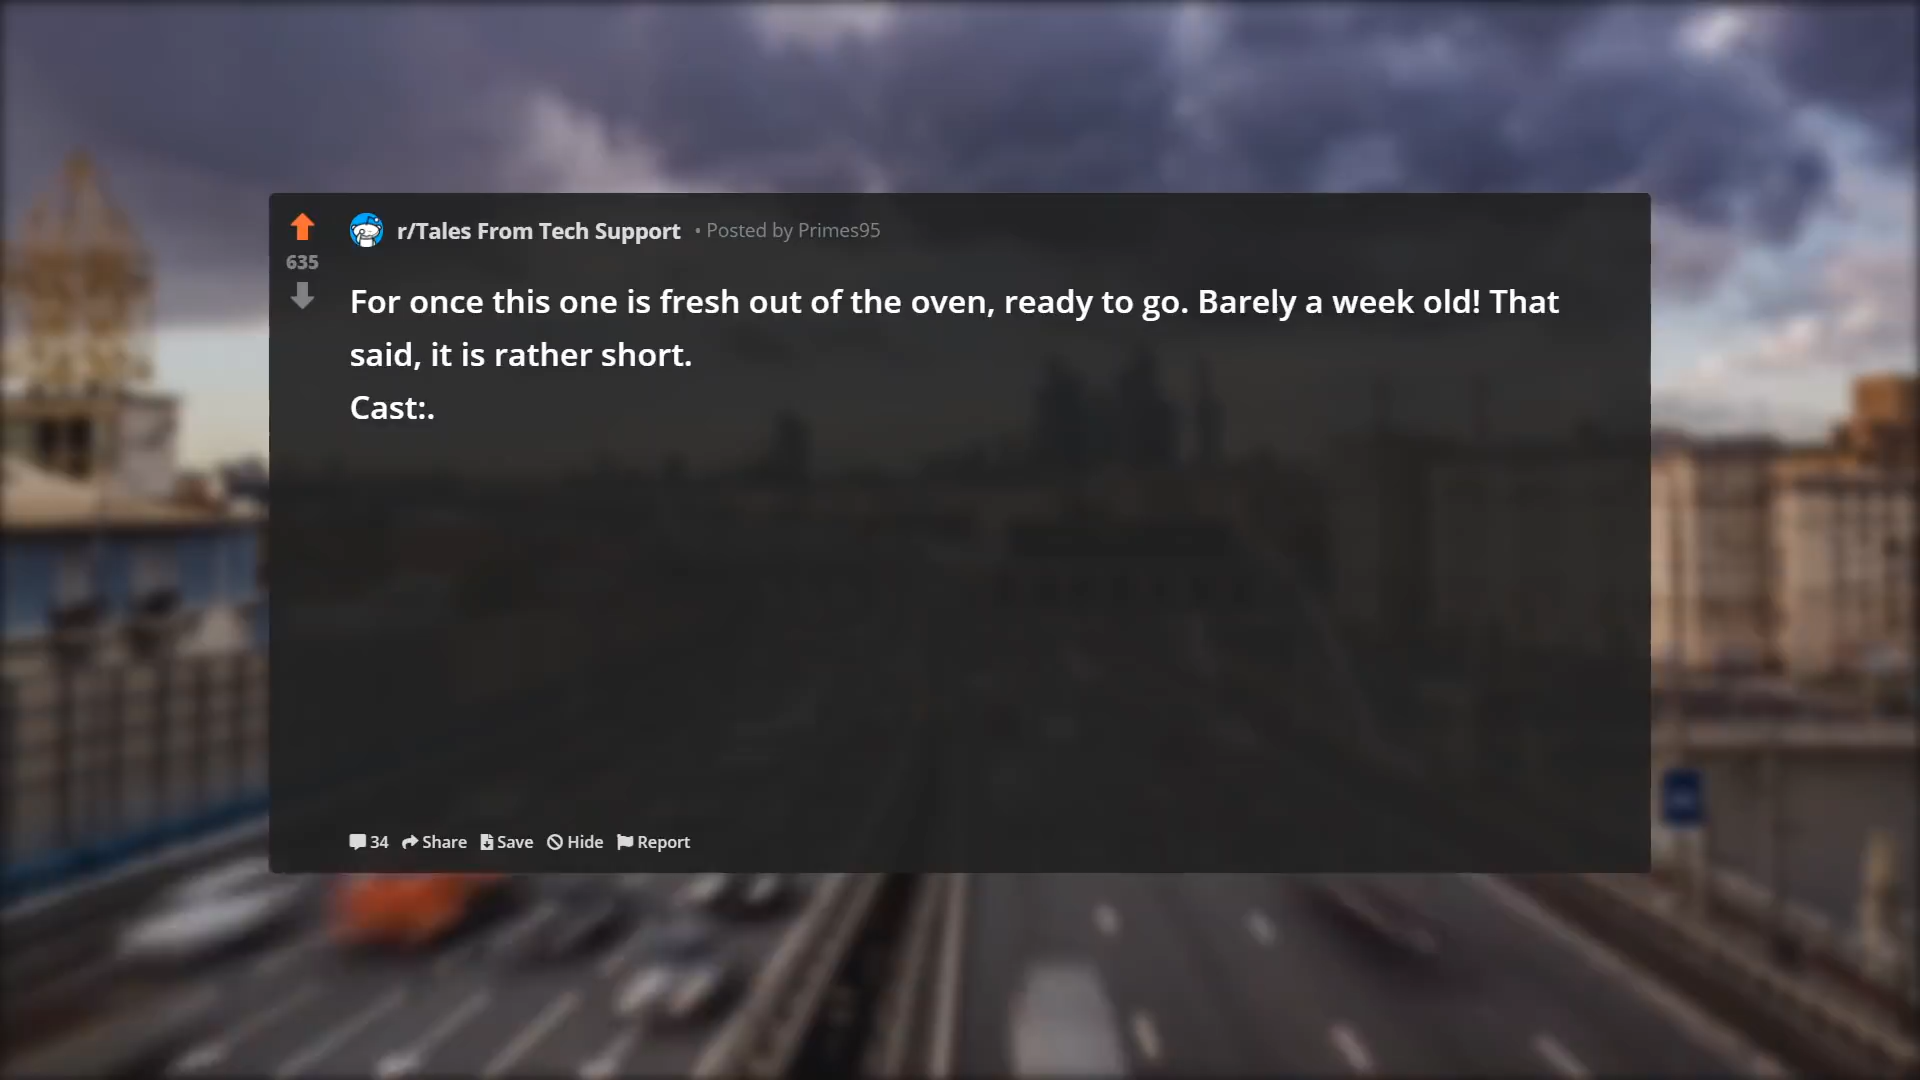 r/Tales From Tech Support • Posted by Primes95
635
For once this one is fresh out of the oven, ready to go. Barely a week old! That
said, it is rather short.
Cast:.
34 Share Save Hide Report